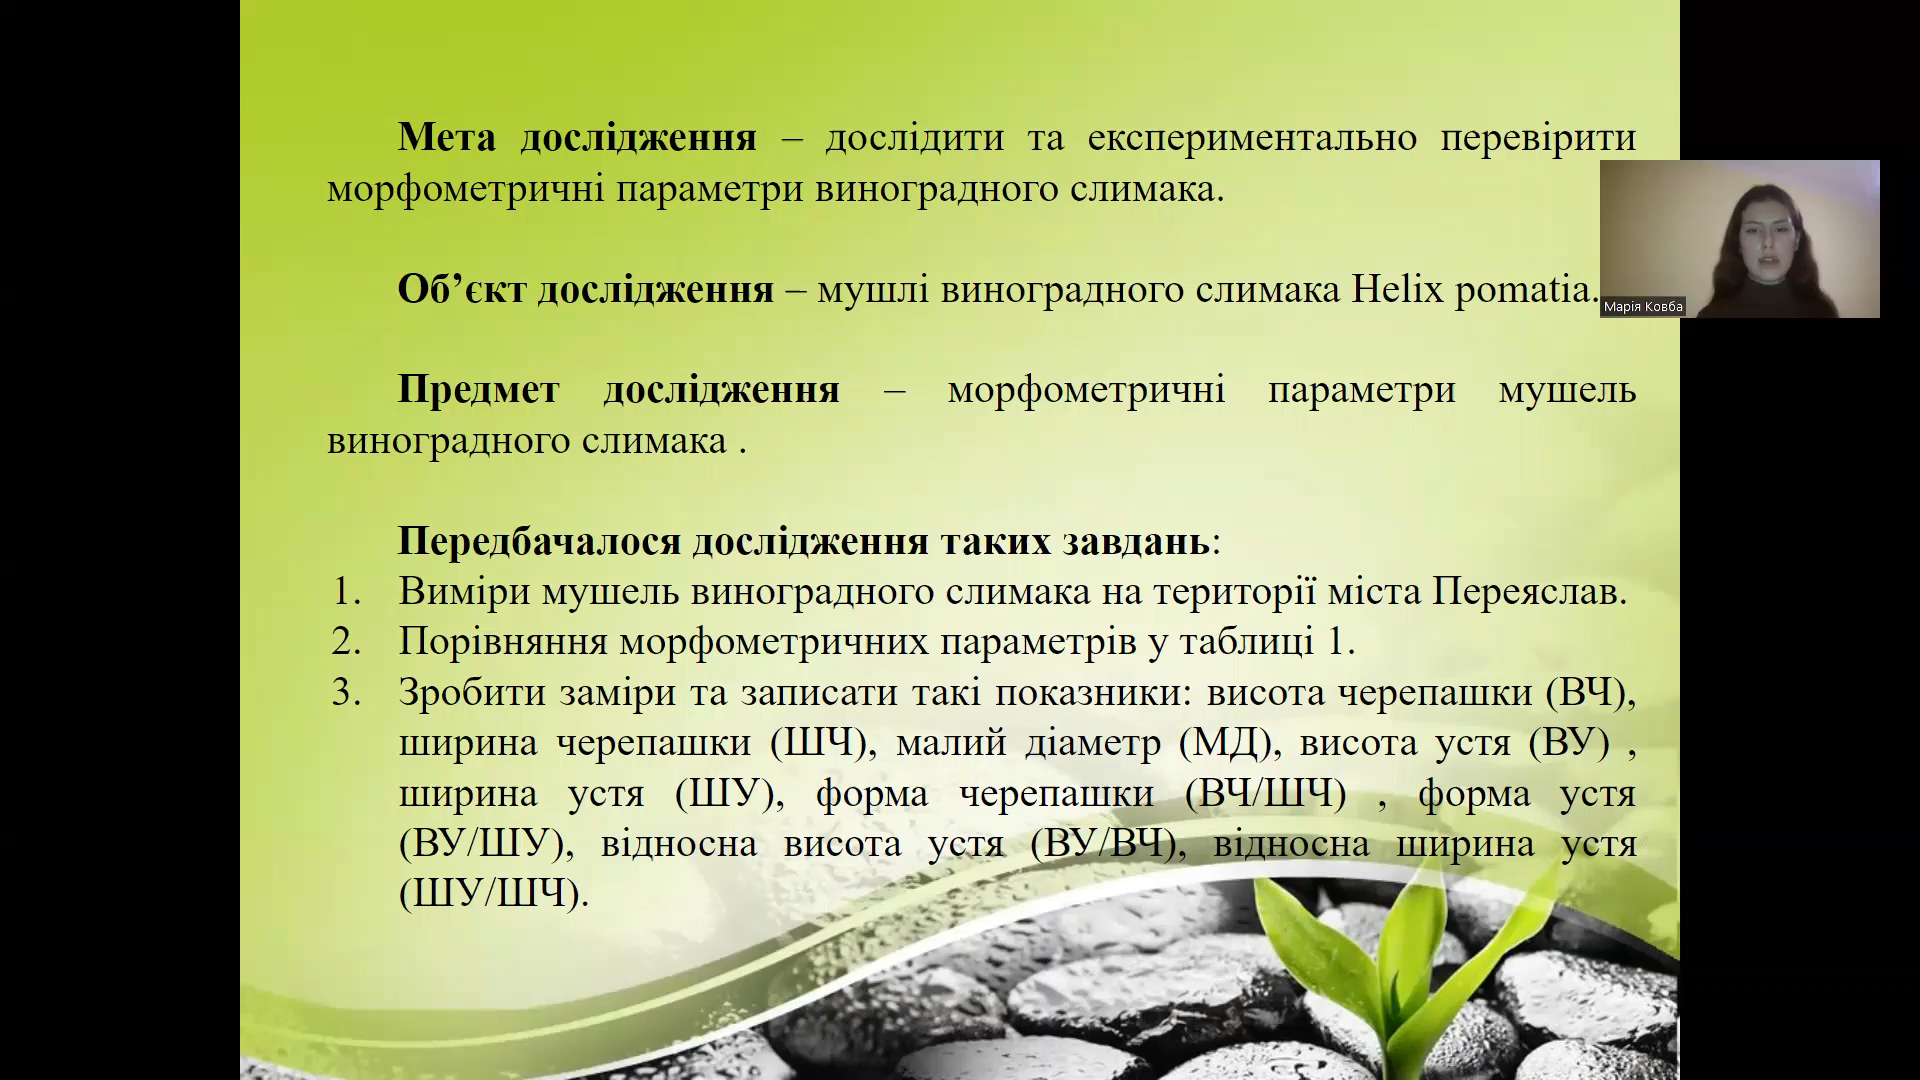 Мета дослідження – дослідити та експериментально перевірити
морфометричні параметри виноградного слимака.
Об’єкт дослідження – мушлі виноградного слимака Helix pomatia.
Марія Ковба
Предмет дослідження – морфометричні параметри мушель
виноградного слимака .
Передбачалося дослідження таких завдань:
1. Виміри мушель виноградного слимака на території міста Переяслав.
2. Порівняння морфометричних параметрів у таблиці 1.
3. Зробити заміри та записати такі показники: висота черепашки (ВЧ),
ширина черепашки (ШЧ), малий діаметр (МД), висота устя (ВУ) ,
ширина устя (ШУ), форма черепашки (ВЧ/ШЧ) , форма устя
(ВУ/ШУ), відносна висота устя (ВУ/ВЧ), відносна ширина устя
(ШУ/ШЧ).